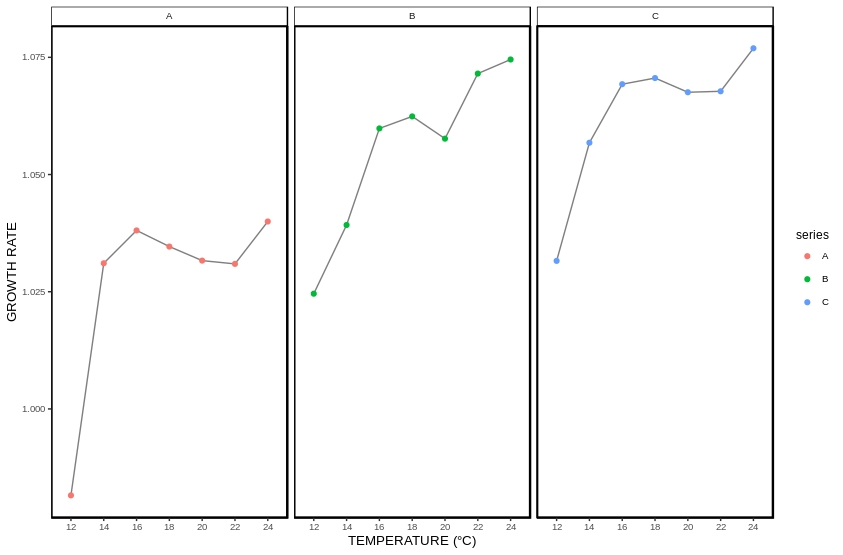 A B C
1.075
1.050
1.025
1.000
GROWTH RATE
12 14 16 18 20 22 24 12 14 16 18 20 22 24 12 14 16 18 20 22 24
TEMPERATURE (°C)
series
A
B
C